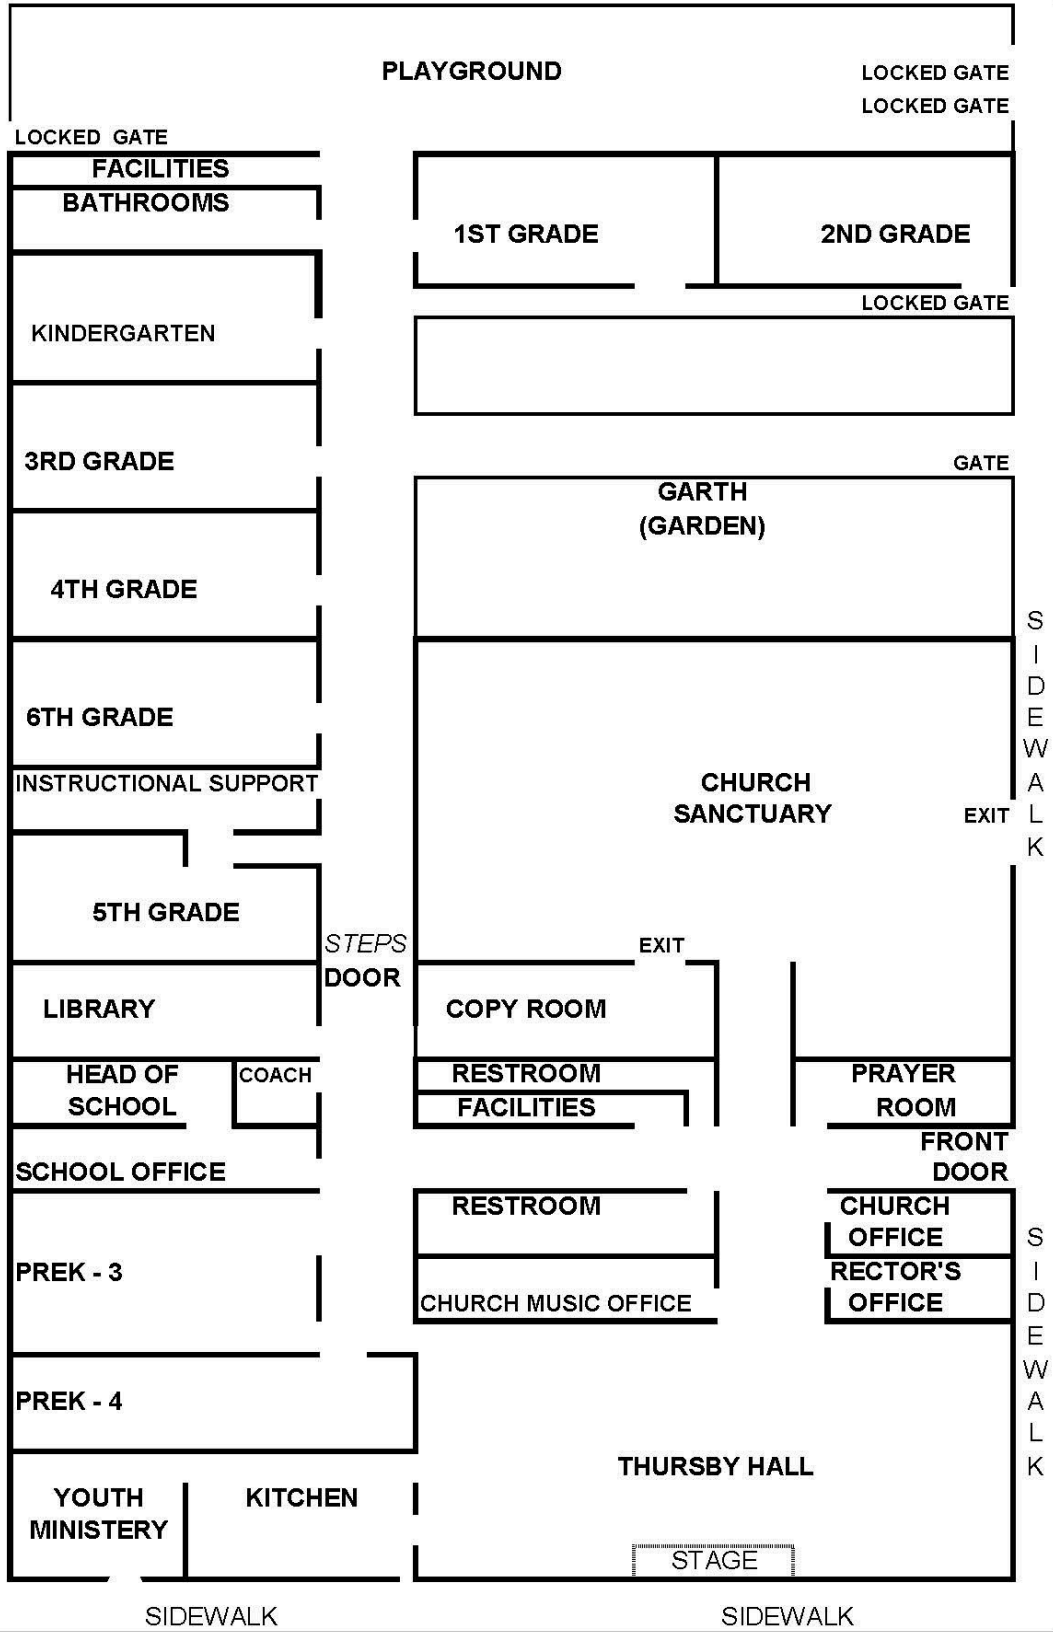 PLAYGROUND
LOCKED GATE
LOCKED GATE
LOCKED GATE
FACILITIES
BATHROOMS
1ST GRADE
2ND GRADE
LOCKED GATE
KINDERGARTEN
3RD GRADE
GATE
GARTH
(GARDEN)
4TH GRADE
SIDEWALK
6TH GRADE
INSTRUCTIONAL SUPPORT
CHURCH
SANCTUARY
EXIT
5TH GRADE
STEPS
DOOR
EXIT
LIBRARY
COPY ROOM
HEAD OF
SCHOOL
COACH
RESTROOM
FACILITIES
PRAYER
ROOM
FRONT
DOOR
SCHOOL OFFICE
RESTROOM
CHURCH
OFFICE
SIDEWALK
PREK - 3
CHURCH MUSIC OFFICE
RECTOR'S
OFFICE
PREK - 4
THURSBY HALL
YOUTH
MINISTERY
KITCHEN
STAGE
SIDEWALK
SIDEWALK